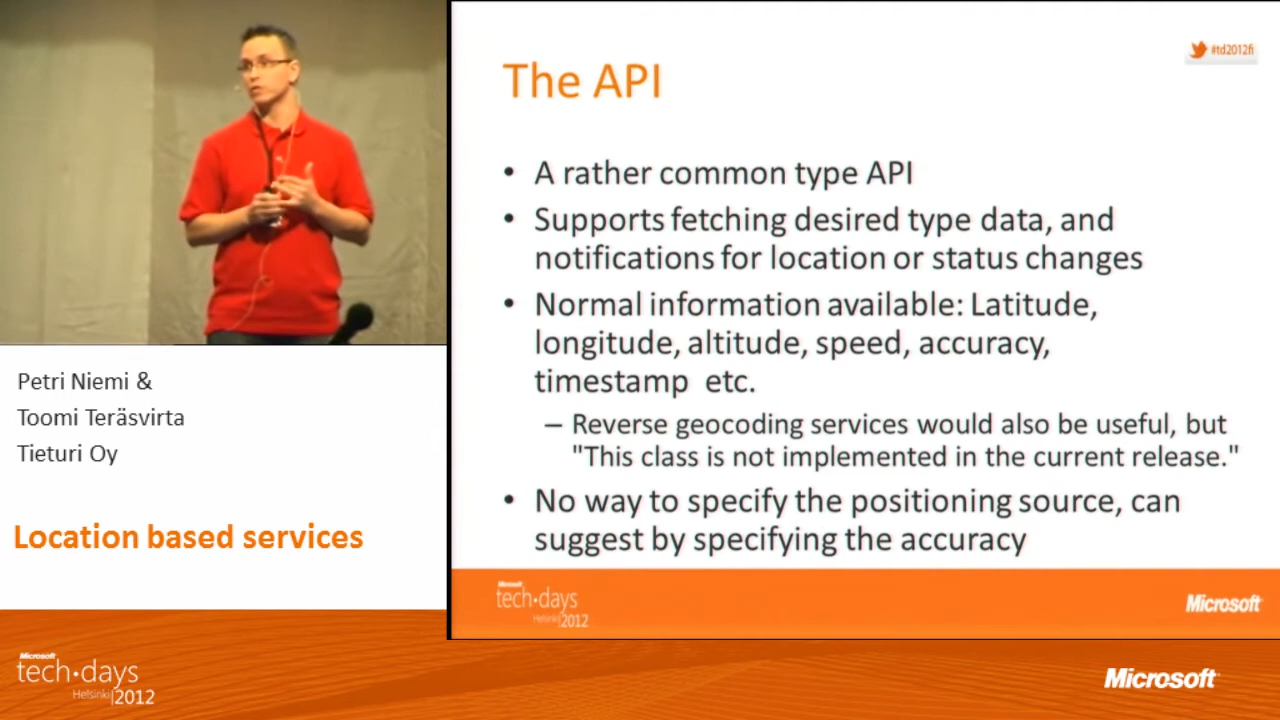 The API
#td2012fi
• A rather common type API
• Supports fetching desired type data, and
notifications for location or status changes
• Normal information available: Latitude,
longitude, altitude, speed, accuracy,
timestamp etc.
– Reverse geocoding services would also be useful, but
"This class is not implemented in the current release."
• No way to specify the positioning source, can
suggest by specifying the accuracy
Microsoft
tech·days
Helsinki|2012
Microsoft
Petri Niemi &
Toomi Teräsvirta
Tieturi Oy
Location based services
Microsoft
tech·days
Helsinki|2012
Microsoft